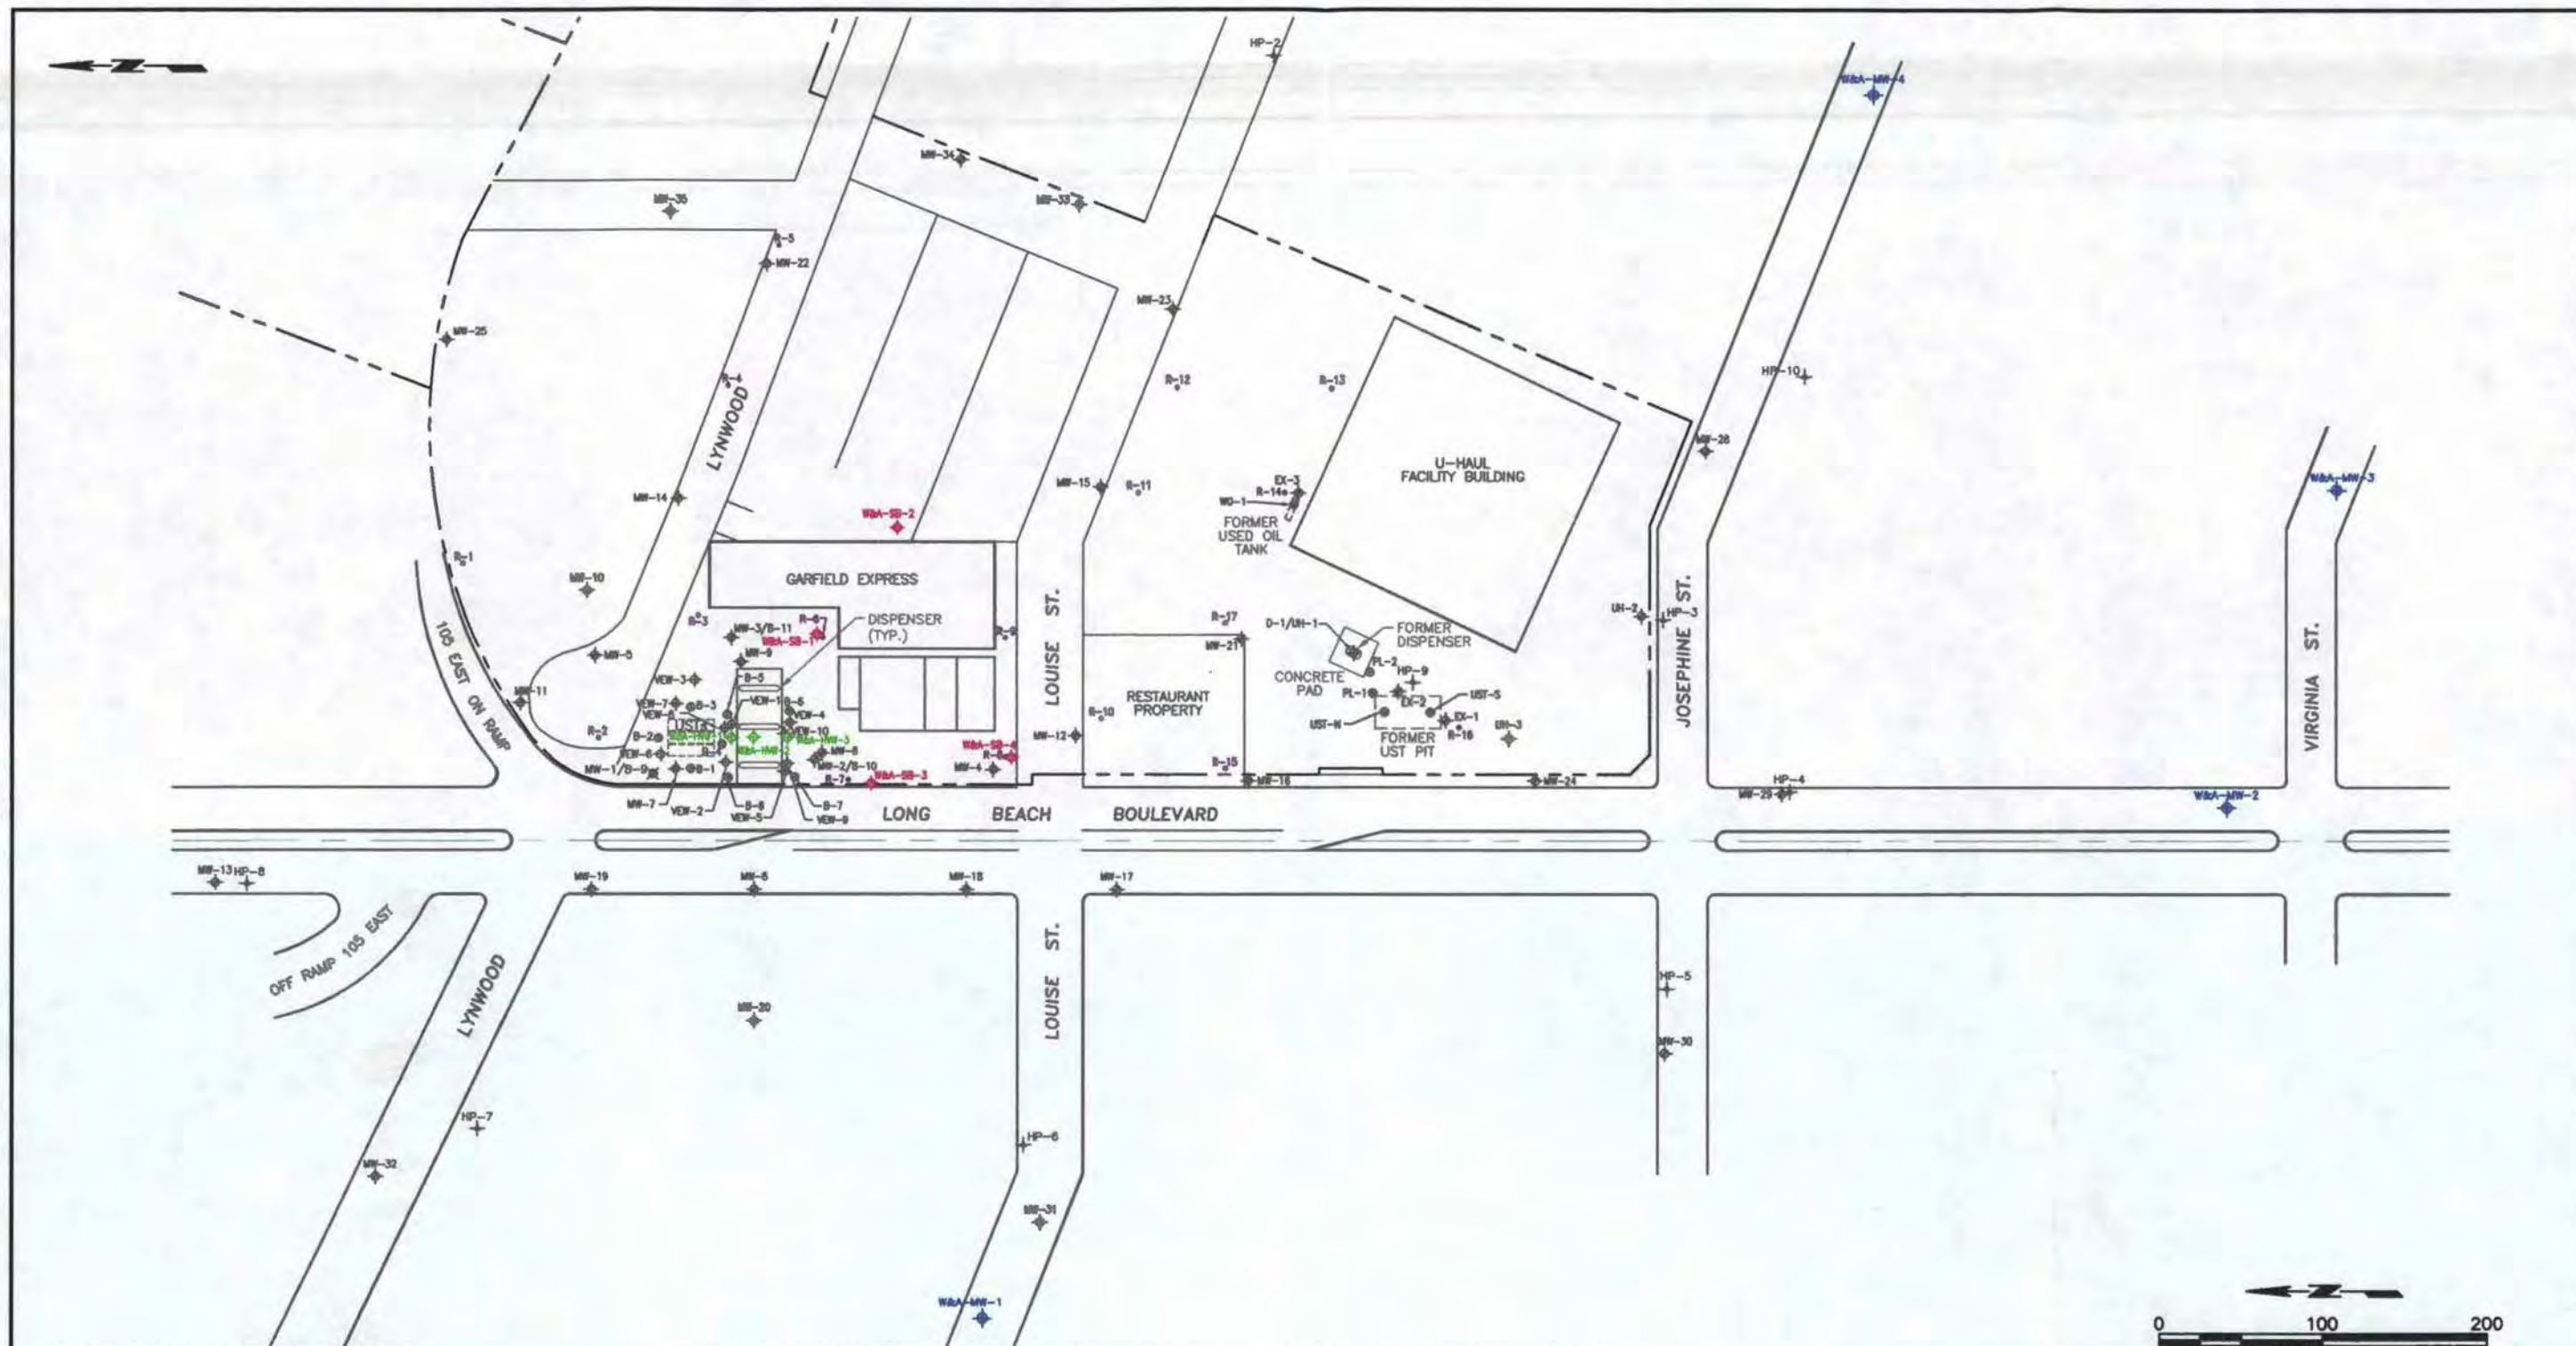 HP-2
W&A-MW-4
N
MW-34
MW-33
MW-35
R-5
MW-22
MW-23
MW-25
HP-10
R-4
R-12
R-13
LYNWOOD
MW-28
U-HAUL
FACILITY BUILDING
W&A-MW-3
MW-14
MW-15
R-11
EX-3
R-14
WO-1
FORMER
USED OIL
TANK
W&A-SB-2
R-1
MW-10
GARFIELD EXPRESS
LOUISE ST.
JOSEPHINE ST.
UH-2
HP-3
R-3
MW-3/B-11
R-6
W&A-SB-1
DISPENSER
(TYP.)
R-9
R-17
MW-21
D-1/UH-1
FORMER
DISPENSER
105 EAST ON RAMP
MW-5
MW-9
VEW-3
B-5
PL-2
HP-9
CONCRETE
PAD
PL-1
EX-2
UST-S
UST-N
EX-1
R-16
UH-3
FORMER
UST PIT
VIRGINIA ST.
MW-11
VEW-7
B-3
VEW-1
VEW-4
VEW-10
RESTAURANT
PROPERTY
R-10
R-2
B-2
W&A-HMW-1
W&A-HMW-2
W&A-HMW-3
MW-12
VEW-6
MW-8
W&A-SB-4
MW-1/B-9
B-1
MW-2/B-10
MW-4
R-7
W&A-SB-3
R-15
MW-16
MW-24
HP-4
MW-29
W&A-MW-2
MW-7
VEW-2
B-6
VEW-5
B-7
VEW-9
LONG BEACH BOULEVARD
MW-13
HP-8
MW-19
MW-6
MW-18
MW-17
OFF RAMP 105 EAST
LYNWOOD
LOUISE ST.
HP-5
MW-20
MW-30
HP-7
HP-6
MW-32
MW-31
W&A-MW-1
N
0 100 200